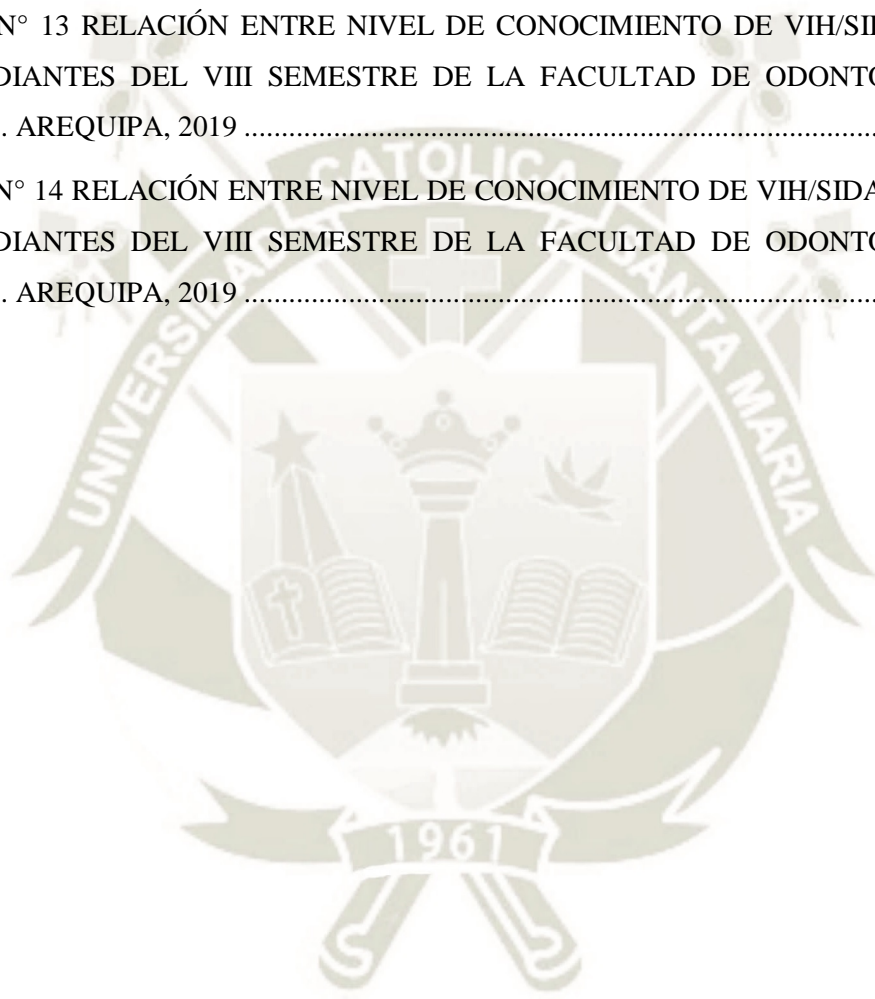 N° 13 RELACIÓN ENTRE NIVEL DE CONOCIMIENTO DE VIH/SI
DIANTES DEL VIII SEMESTRE DE LA FACULTAD DE ODONTO
. AREQUIPA, 2019 ........................................................................................
N° 14 RELACIÓN ENTRE NIVEL DE CONOCIMIENTO DE VIH/SIDA
DIANTES DEL VIII SEMESTRE DE LA FACULTAD DE ODONTO
. AREQUIPA, 2019 ........................................................................................
UNIVERSIDAD CATOLICA SANTA MARIA
1961